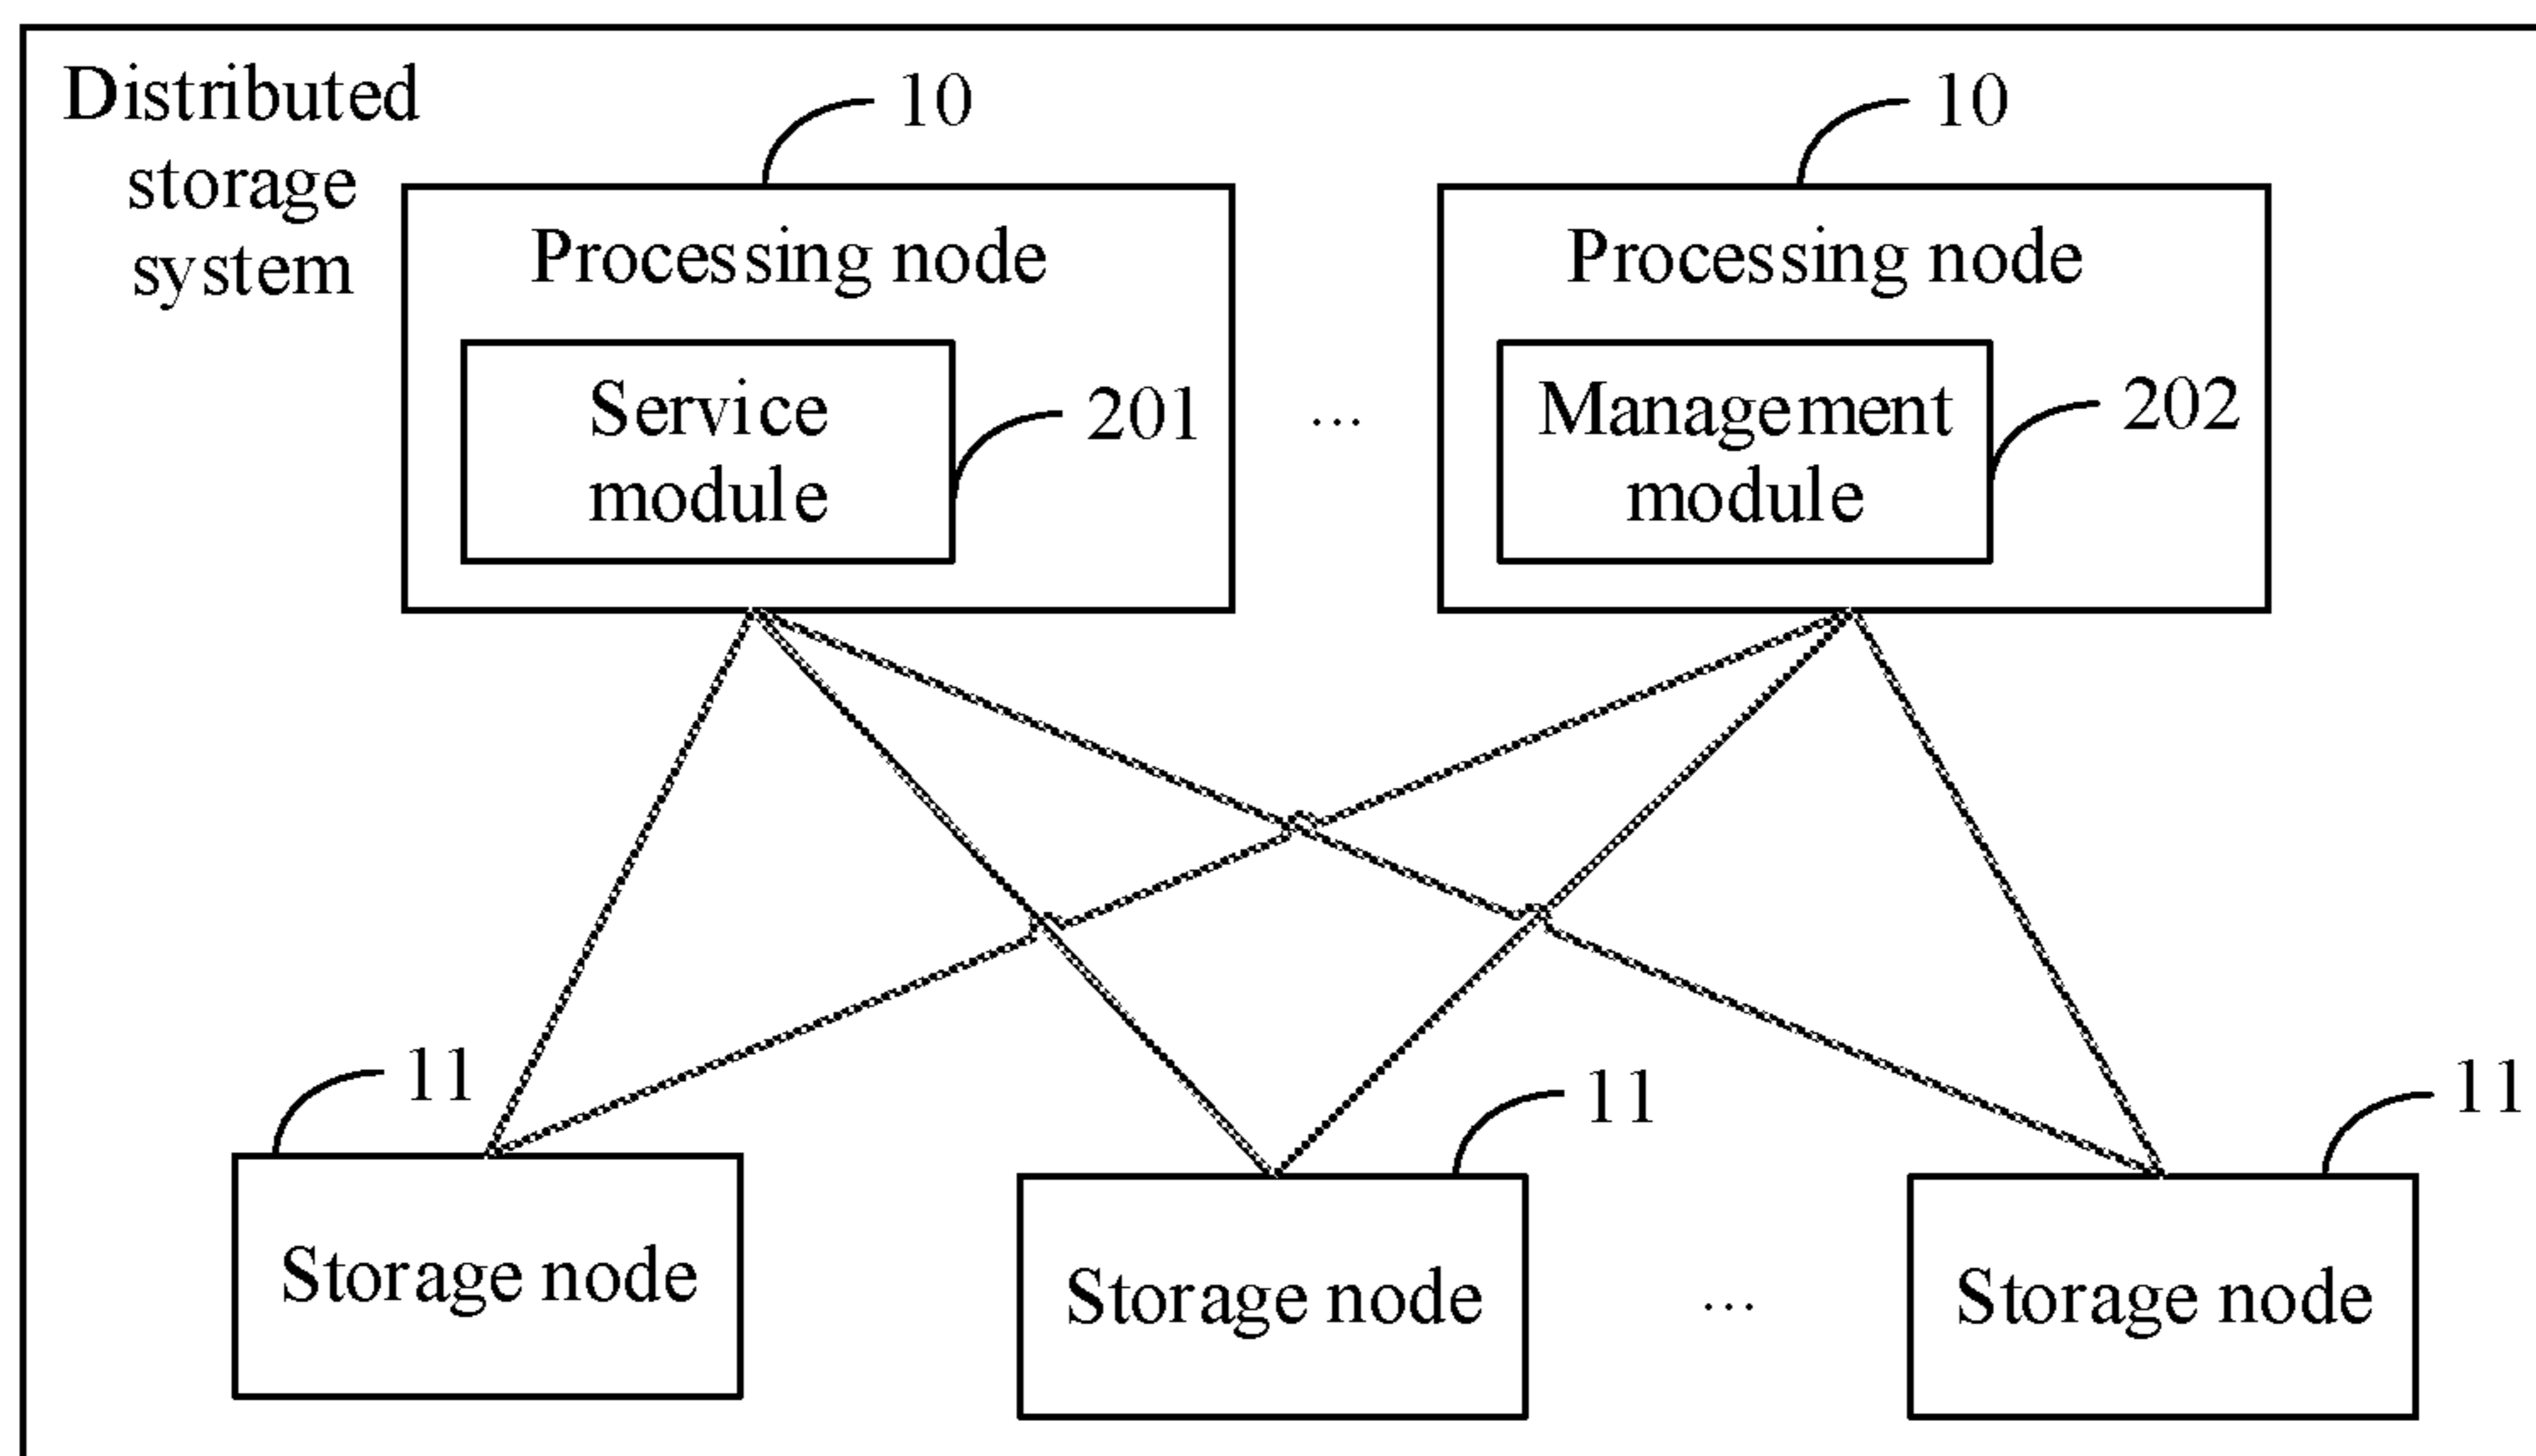 Distributed
storage
system
10
10
Processing node
Processing node
Service
module
201
...
Management
module
202
11
11
11
Storage node
Storage node
...
Storage node